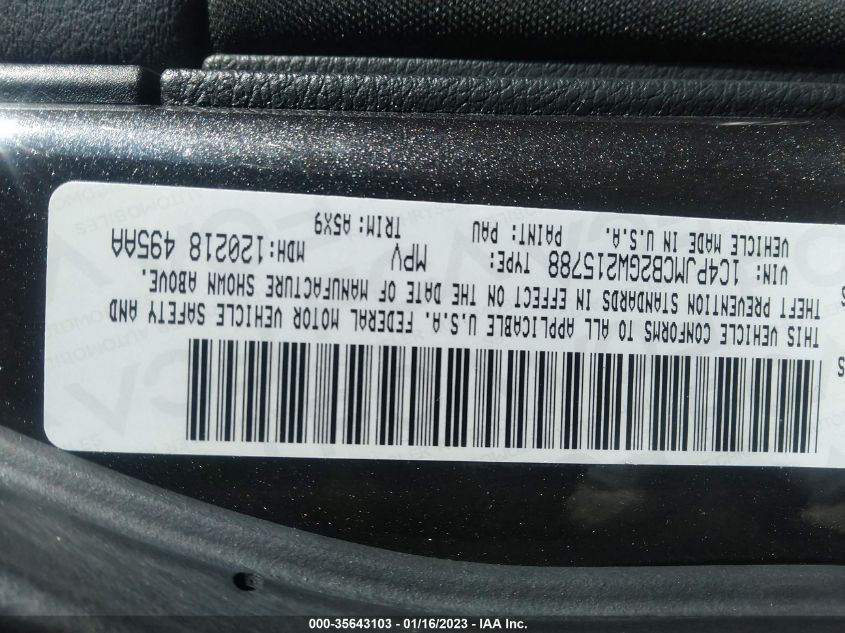 THIS VEHICLE CONFORMS TO ALL APPLICABLE U.S.A. FEDERAL MOTOR VEHICLE SAFETY AND
THEFT PREVENTION STANDARDS IN EFFECT ON THE DATE OF MANUFACTURE SHOWN ABOVE.
VIN: 1C4PJMCB2GW215788 TYPE: MPV MDH: 120218 495AA
VEHICLE MADE IN U.S.A. PAINT: PAU TRIM: A5X9
000-35643103 - 01/16/2023 - IAA Inc.